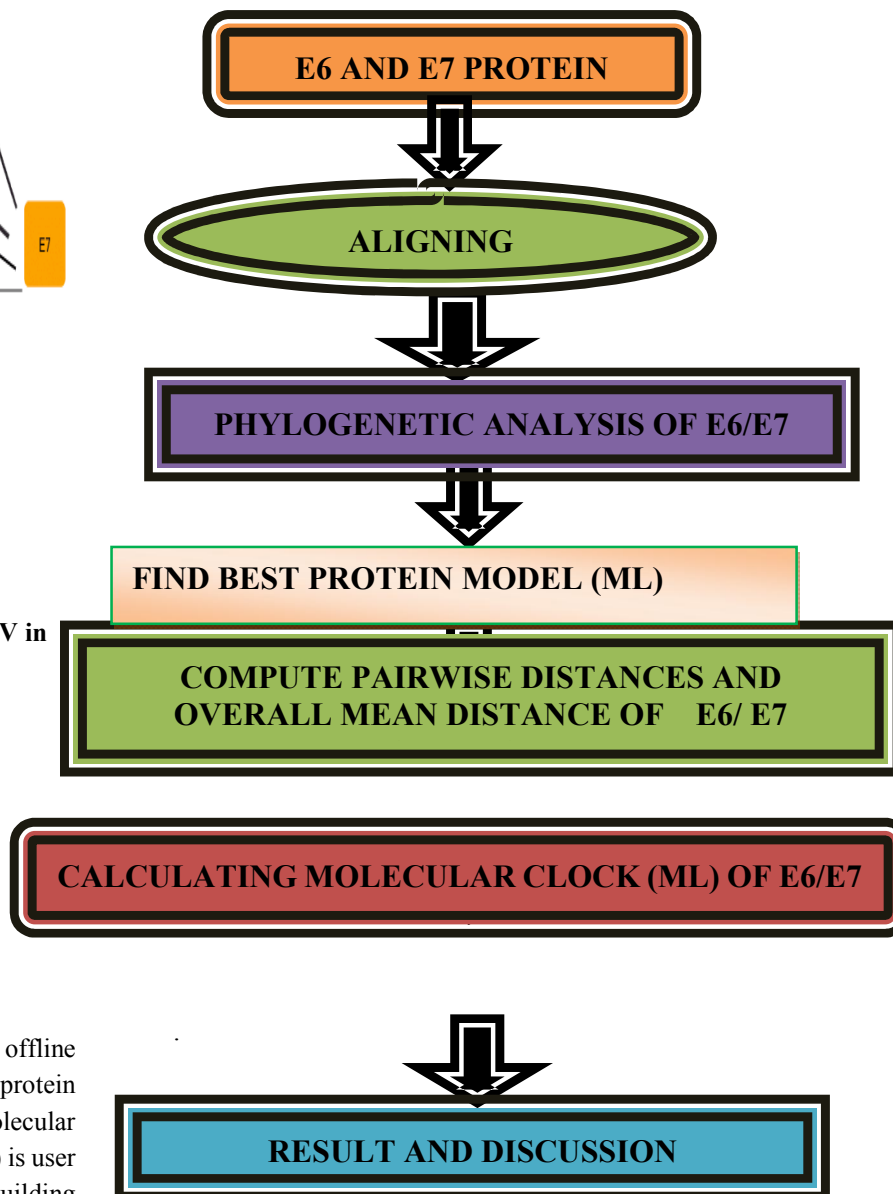 E6 AND E7 PROTEIN
E7
ALIGNING
PHYLOGENETIC ANALYSIS OF E6/E7
FIND BEST PROTEIN MODEL (ML)
V in
COMPUTE PAIRWISE DISTANCES AND
OVERALL MEAN DISTANCE OF E6/ E7
CALCULATING MOLECULAR CLOCK (ML) OF E6/E7
offline
protein
olecular
) is user
uilding
RESULT AND DISCUSSION